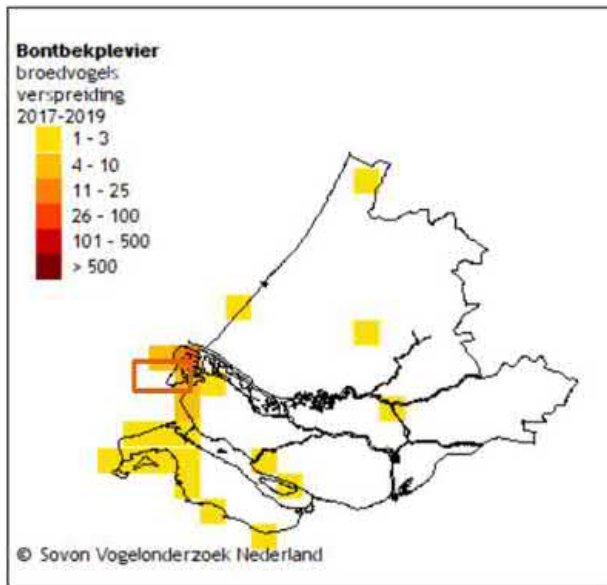 Bontbekplevier
broedvogels
verspreiding
2017-2019
1 - 3
4 - 10
11 - 25
26 - 100
101 - 500
> 500
© Sovon Vogelonderzoek Nederland